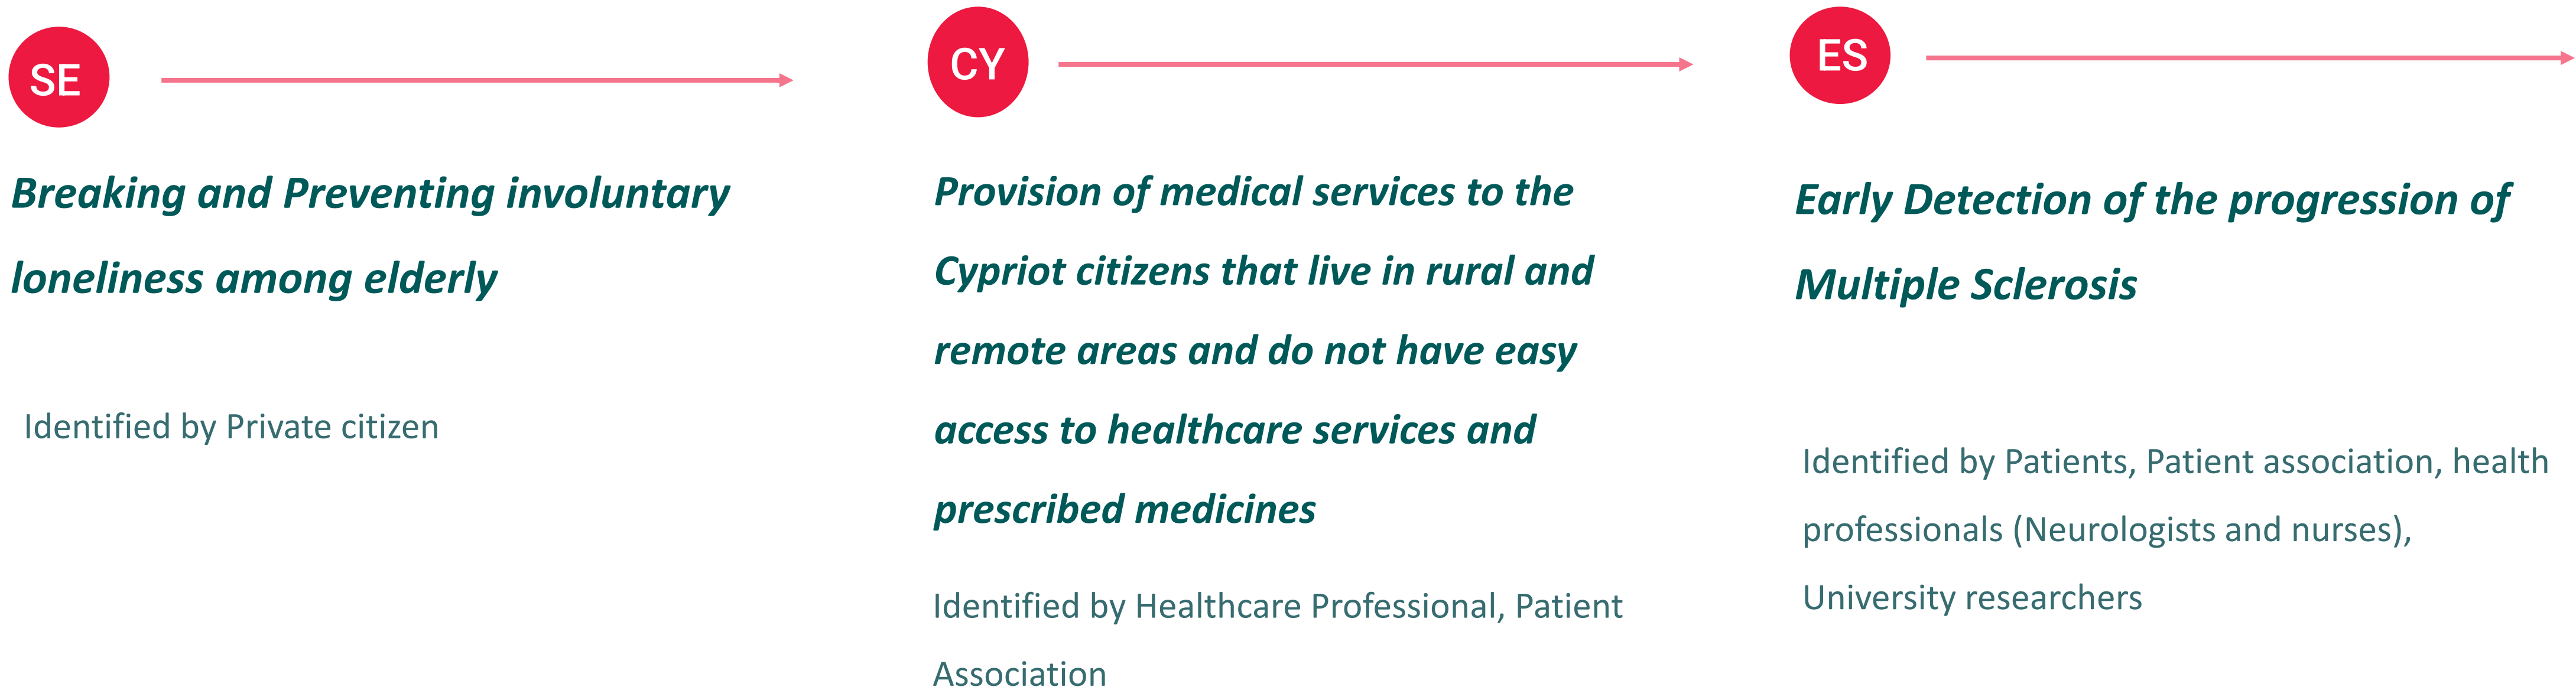 SE
Breaking and Preventing involuntary
loneliness among elderly
Identified by Private citizen
CY
Provision of medical services to the
Cypriot citizens that live in rural and
remote areas and do not have easy
access to healthcare services and
prescribed medicines
Identified by Healthcare Professional, Patient
Association
ES
Early Detection of the progression of
Multiple Sclerosis
Identified by Patients, Patient association, health
professionals (Neurologists and nurses),
University researchers